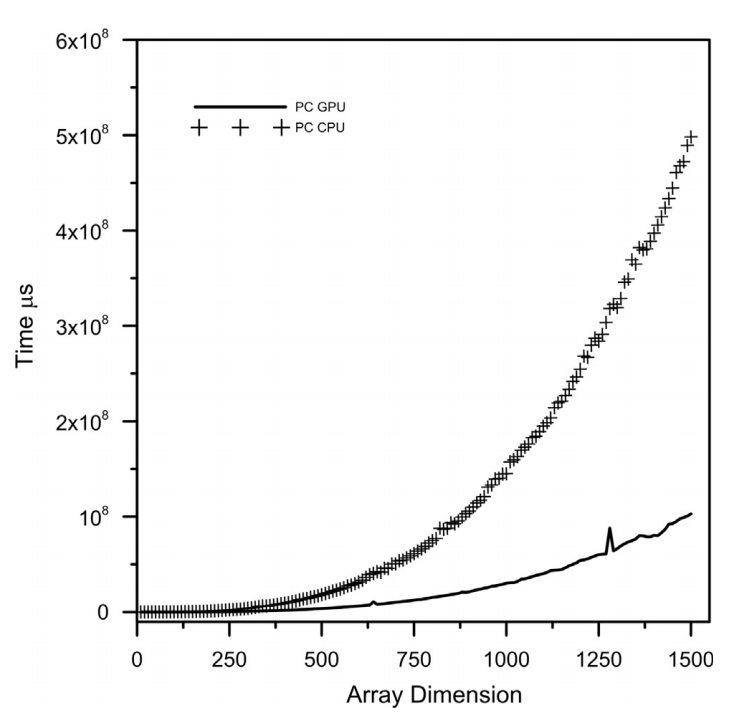 6x10⁸
5x10⁸
4x10⁸
3x10⁸
2x10⁸
10⁸
0
Time µs
PC GPU
PC CPU
0 250 500 750 1000 1250 1500
Array Dimension